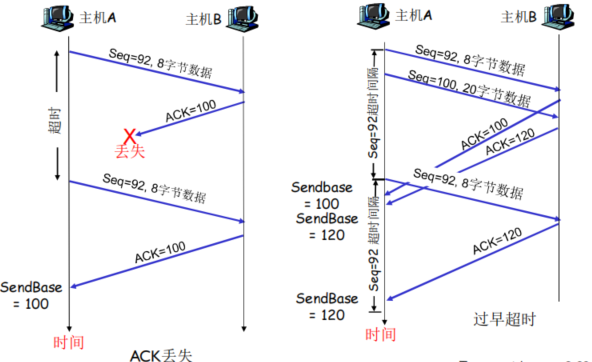 主机A
主机B
Seq=92, 8字节数据
ACK=100
X
丢失
超时
Seq=92, 8字节数据
ACK=100
SendBase
= 100
时间
ACK丢失
主机A
主机B
Seq=92, 8字节数据
Seq=100, 20字节数据
Seq=92超时间隔
ACK=100
ACK=120
Seq=92, 8字节数据
Sendbase
= 100
SendBase
= 120
Seq=92 超时间隔
ACK=120
SendBase
= 120
时间
过早超时